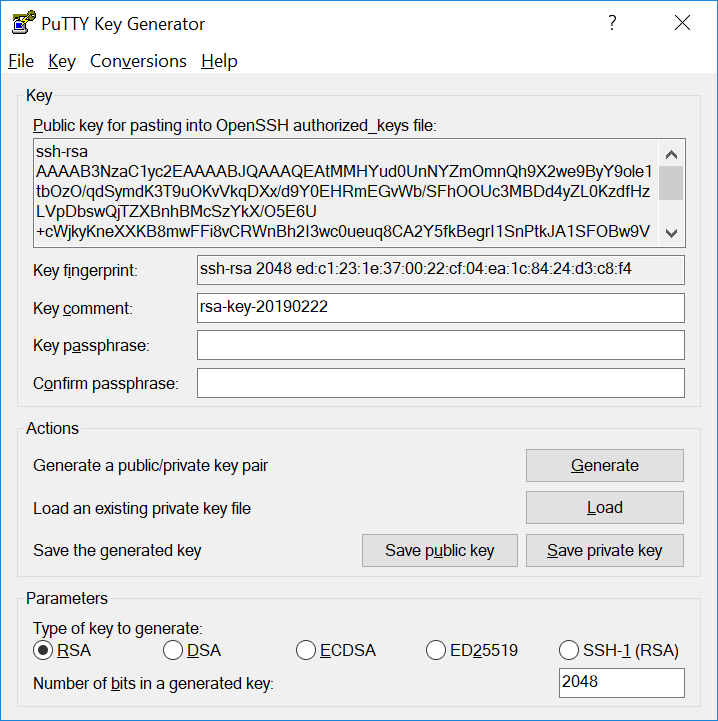 PuTTY Key Generator
?
File Key Conversions Help
Key
Public key for pasting into OpenSSH authorized_keys file:
ssh-rsa
AAAAB3NzaC1yc2EAAAABJQAAAQEAtMMHYud0UnNYZmOmnQh9X2we9ByY9ole1
tbOzO/qdSymdK3T9uOKvVkqDXx/d9Y0EHRmEGvWb/SFhOOUc3MBDd4yZL0KzdfHz
LVpDbswQjTZXBnhBMcSzYkX/O5E6U
+cWjkyKneXXKB8mwFFi8vCRWnBh2I3wc0ueuq8CA2Y5fkBegrI1SnPtkJA1SFOBw9V
Key fingerprint: ssh-rsa 2048 ed:c1:23:1e:37:00:22:cf:04:ea:1c:84:24:d3:c8:f4
Key comment: rsa-key-20190222
Key passphrase:
Confirm passphrase:
Actions
Generate a public/private key pair Generate
Load an existing private key file Load
Save the generated key Save public key Save private key
Parameters
Type of key to generate:
RSA DSA ECDSA ED25519 SSH-1 (RSA)
Number of bits in a generated key: 2048